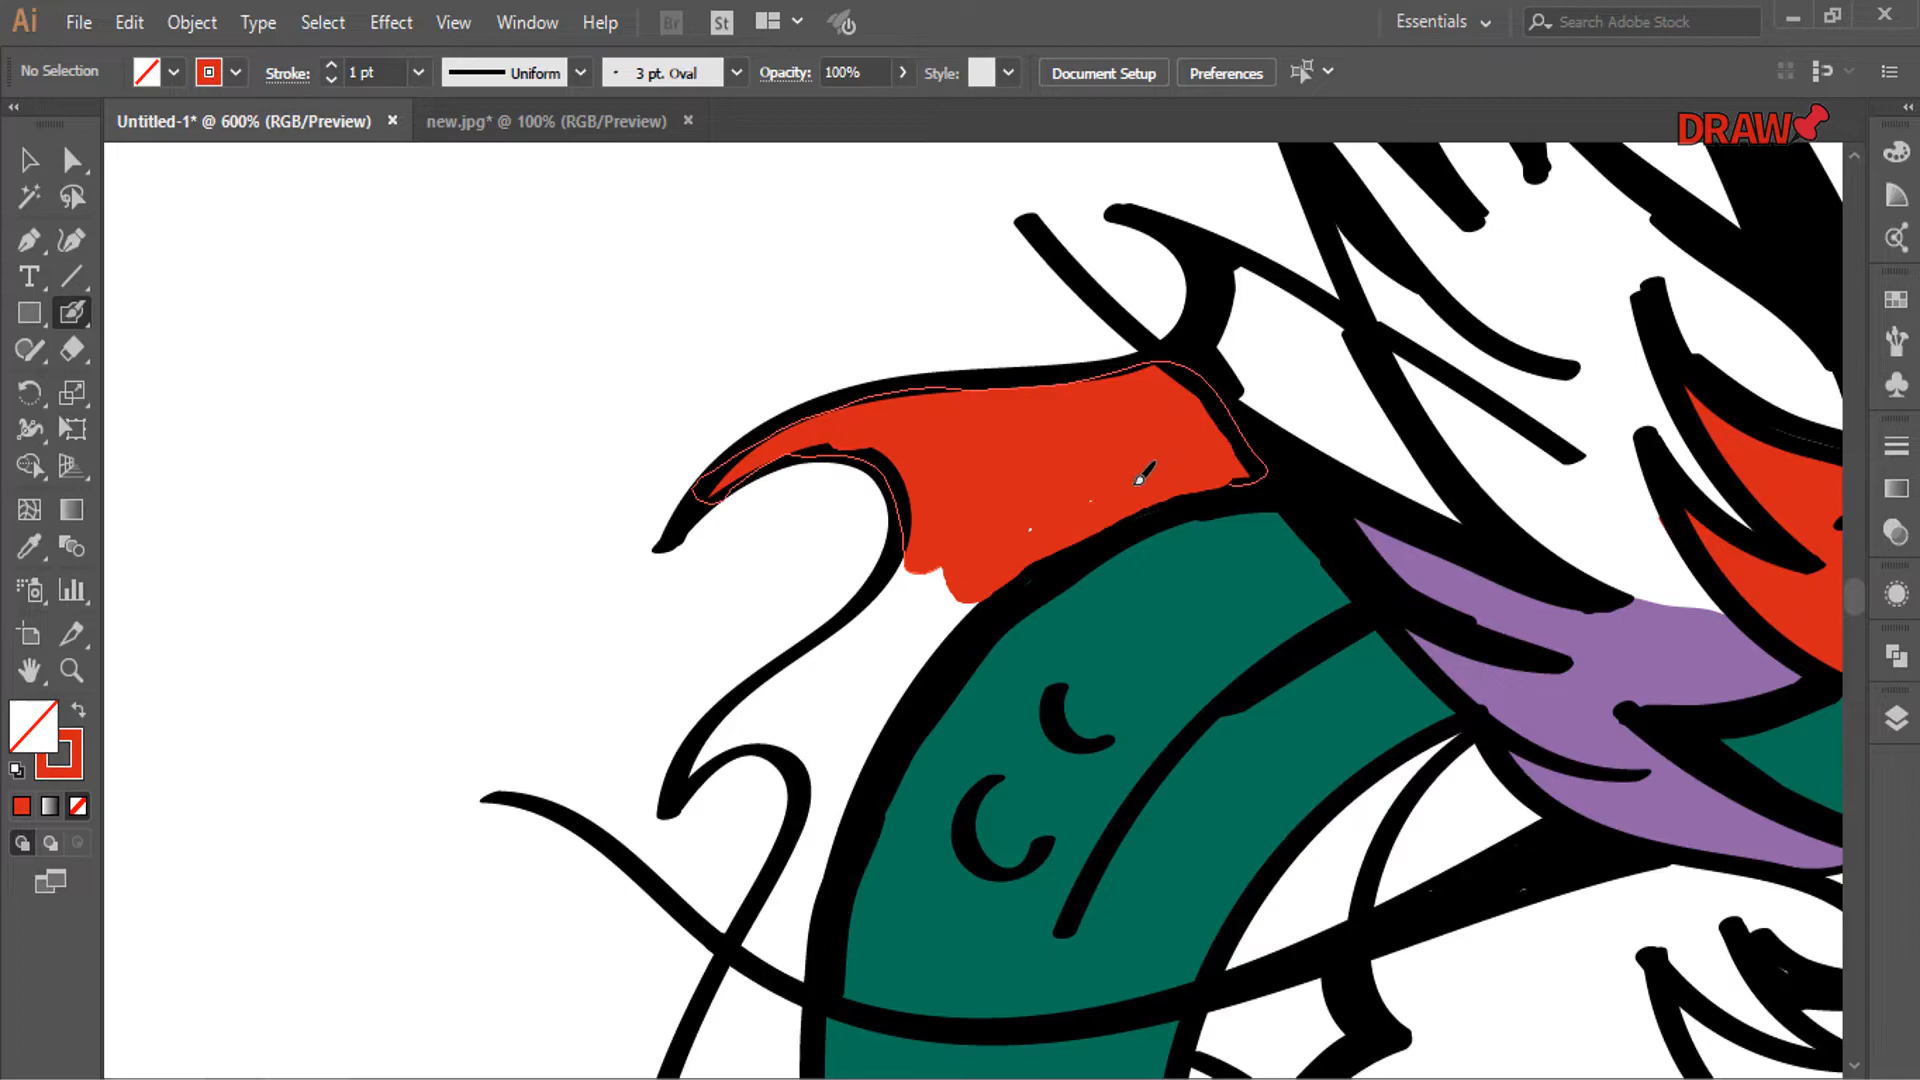 Ai File Edit Object Type Select Effect View Window Help Br St Essentials Search Adobe Stock
No Selection Stroke: 1 pt Uniform 3 pt. Oval Opacity: 100% Style: Document Setup Preferences
Untitled-1* @ 600% (RGB/Preview) × new.jpg* @ 100% (RGB/Preview) ×
DRAW
T